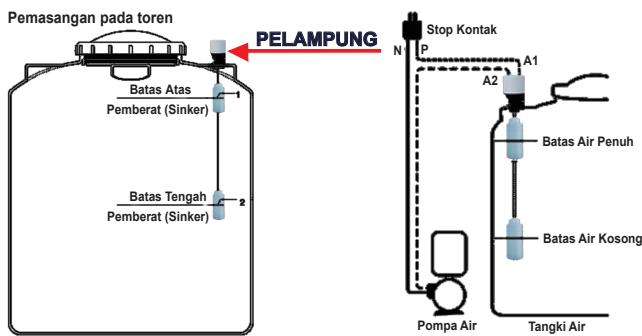 Pemasangan pada toren
PELAMPUNG
Batas Atas
1
Pemberat (Sinker)
Batas Tengah
2
Pemberat (Sinker)
Stop Kontak
N
P
A1
A2
Batas Air Penuh
Batas Air Kosong
Pompa Air
Tangki Air